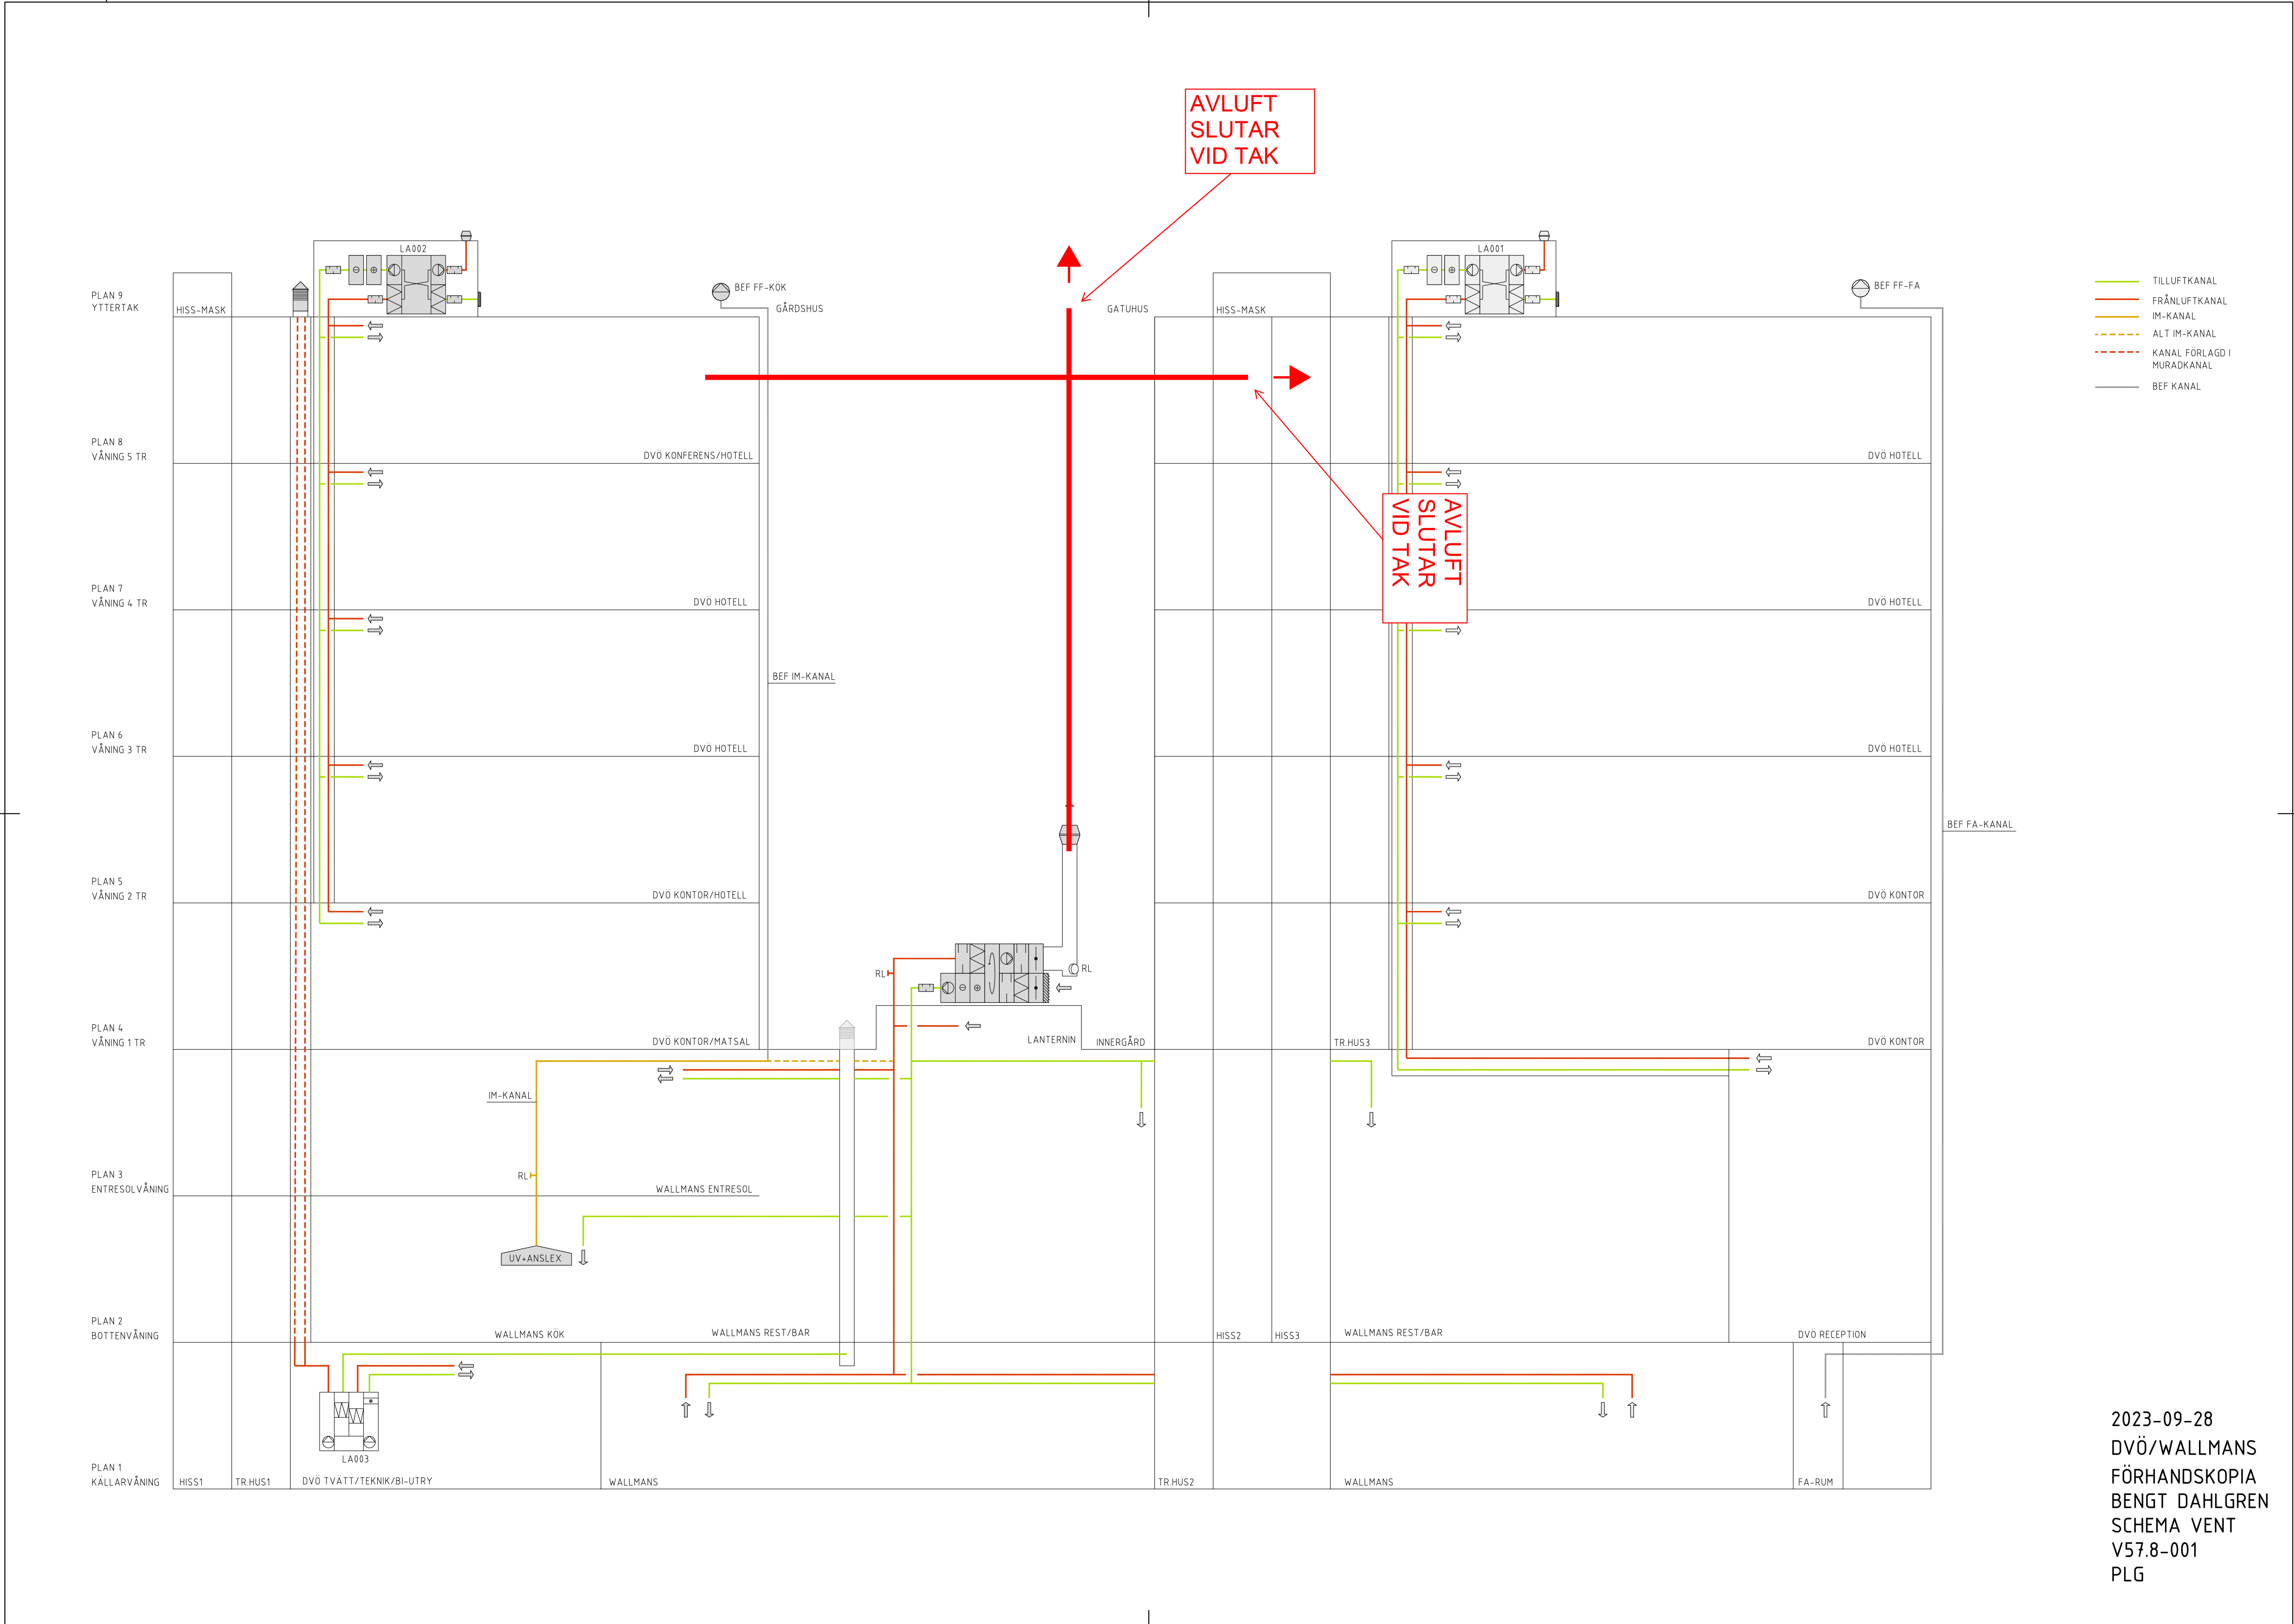 AVLUFT
SLUTAR
VID TAK
LA002
LA001
PLAN 9
YTTERTAK
HISS-MASK
BEF FF-KÖK
GÅRDSHUS
GATUHUS
HISS-MASK
BEF FF-FA
TILLUFTKANAL
FRÅNLUFTKANAL
IM-KANAL
ALT IM-KANAL
KANAL FÖRLAGD I
MURADKANAL
BEF KANAL
PLAN 8
VÅNING 5 TR
DVÖ KONFERENS/HOTELL
DVÖ HOTELL
AVLUFT
SLUTAR
VID TAK
PLAN 7
VÅNING 4 TR
DVÖ HOTELL
DVÖ HOTELL
BEF IM-KANAL
PLAN 6
VÅNING 3 TR
DVÖ HOTELL
DVÖ HOTELL
BEF FA-KANAL
PLAN 5
VÅNING 2 TR
DVÖ KONTOR/HOTELL
DVÖ KONTOR
RL
RL
PLAN 4
VÅNING 1 TR
DVÖ KONTOR/MATSAL
LANTERNIN
INNERGÅRD
TR.HUS3
DVÖ KONTOR
IM-KANAL
RL
PLAN 3
ENTRESOLVÅNING
WALLMANS ENTRESOL
UV+ANSLEX
PLAN 2
BOTTENVÅNING
WALLMANS KÖK
WALLMANS REST/BAR
HISS2
HISS3
WALLMANS REST/BAR
DVÖ RECEPTION
LA003
PLAN 1
KÄLLARVÅNING
HISS1
TR.HUS1
DVÖ TVÄTT/TEKNIK/BI-UTRY
WALLMANS
TR.HUS2
WALLMANS
FA-RUM
2023-09-28
DVÖ/WALLMANS
FÖRHANDSKOPIA
BENGT DAHLGREN
SCHEMA VENT
V57.8-001
PLG